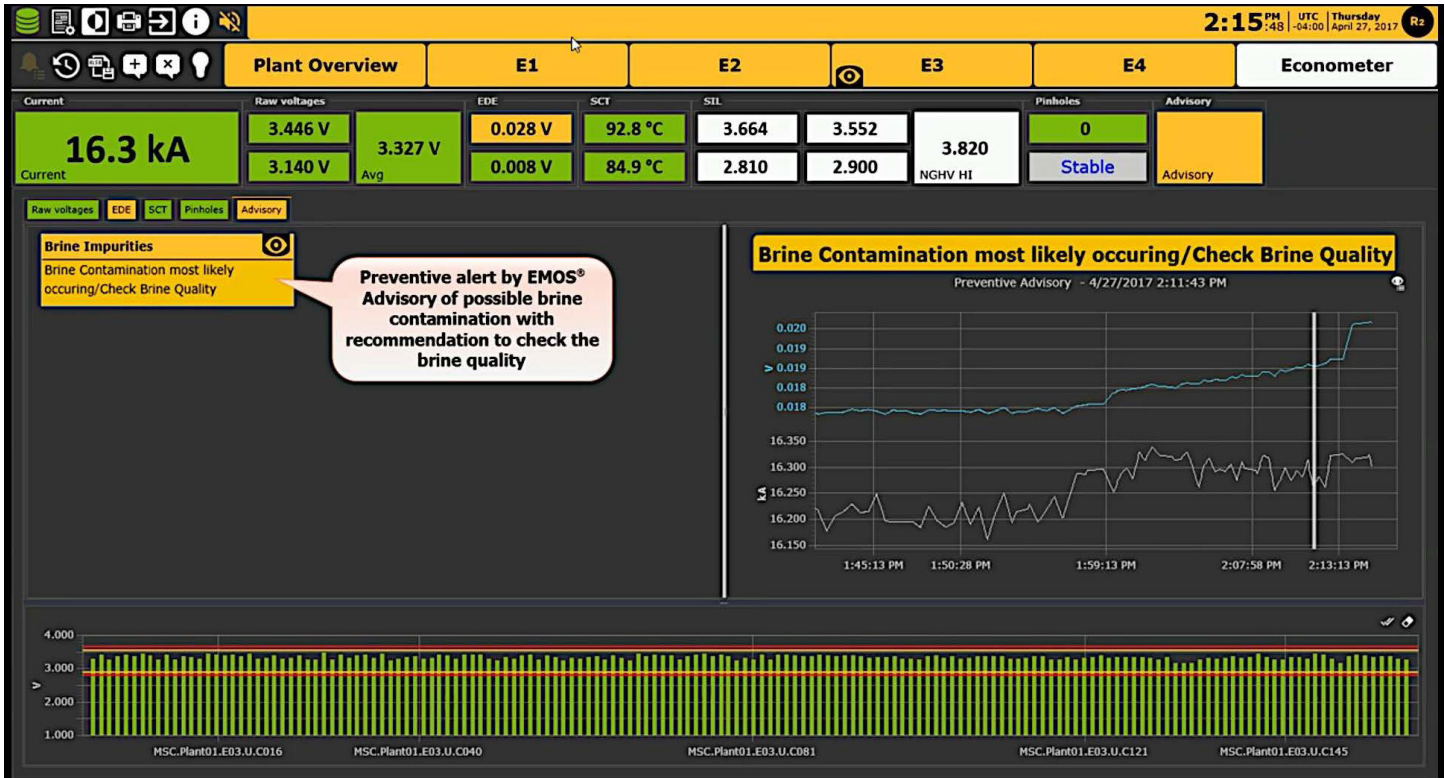 2:15 PM :48 UTC -04:00 Thursday April 27, 2017 R2
Plant Overview E1 E2 E3 E4 Econometer
Current Raw voltages EDE SCT SIL Pinholes Advisory
16.3 kA
Current
3.446 V
3.140 V
3.327 V
Avg
0.028 V
0.008 V
92.8 °C
84.9 °C
3.664 3.552
2.810 2.900
3.820
NGHV HI
0
Stable
Advisory
Raw voltages EDE SCT Pinholes Advisory
Brine Impurities
Brine Contamination most likely
occuring/Check Brine Quality
Preventive alert by EMOS®
Advisory of possible brine
contamination with
recommendation to check the
brine quality
Brine Contamination most likely occuring/Check Brine Quality
Preventive Advisory - 4/27/2017 2:11:43 PM
0.020
0.019
V 0.019
0.018
0.018
16.350
16.300
kA 16.250
16.200
16.150
1:45:13 PM 1:50:28 PM 1:59:13 PM 2:07:58 PM 2:13:13 PM
4.000
3.000
V
2.000
1.000
MSC.Plant01.E03.U.C016 MSC.Plant01.E03.U.C040 MSC.Plant01.E03.U.C081 MSC.Plant01.E03.U.C121 MSC.Plant01.E03.U.C145